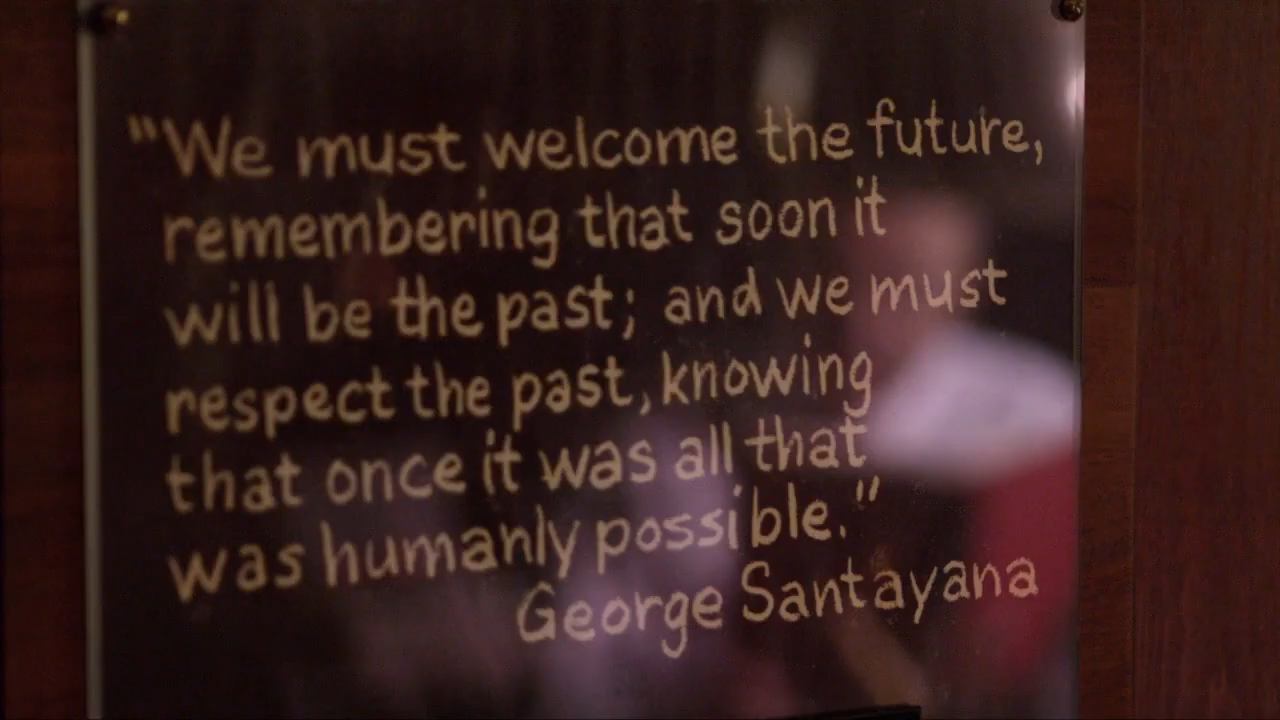 "We must welcome the future,
remembering that soon it
will be the past; and we must
respect the past, knowing
that once it was all that
was humanly possible."
George Santayana